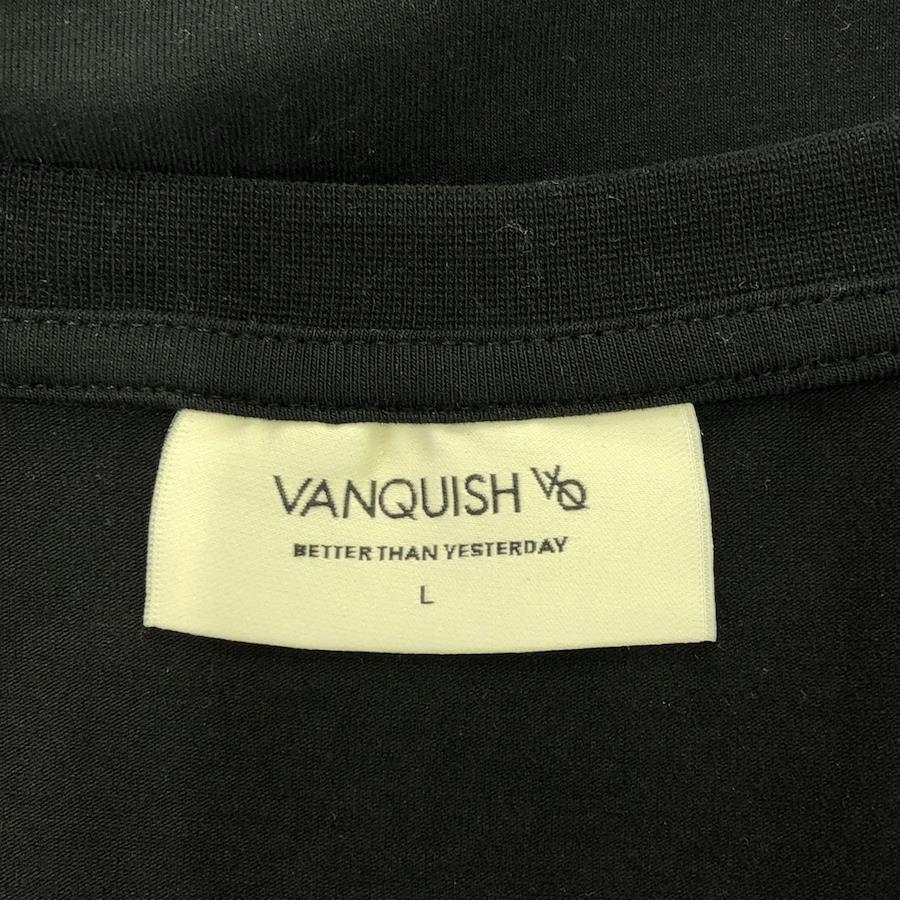 VANQUISH VQ
BETTER THAN YESTERDAY
L